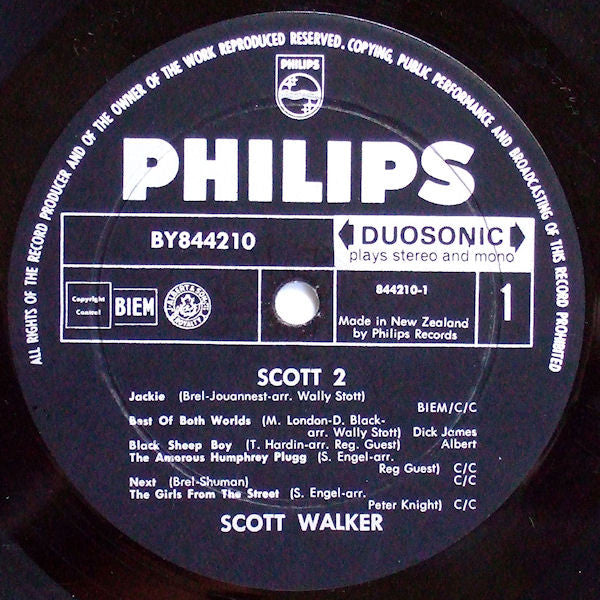 ALL RIGHTS OF THE RECORD PRODUCER AND OF THE OWNER OF THE WORK REPRODUCED RESERVED. COPYING, PUBLIC PERFORMANCE AND BROADCASTING OF THIS RECORD PROHIBITED
PHILIPS
PHILIPS
BY844210
DUOSONIC
plays stereo and mono
Copyright
Control
BIEM
844210-1
Made in New Zealand
by Philips Records
1
SCOTT 2
Jackie (Brel-Jouannest-arr. Wally Stott)
BIEM/C/C
Best Of Both Worlds (M. London-D. Black-
arr. Wally Stott) Dick James
Black Sheep Boy (T. Hardin-arr. Reg. Guest) Albert
The Amorous Humphrey Plugg (S. Engel-arr.
Reg Guest) C/C
Next (Brel-Shuman) C/C
The Girls From The Street (S. Engel-arr.
Peter Knight) C/C
SCOTT WALKER